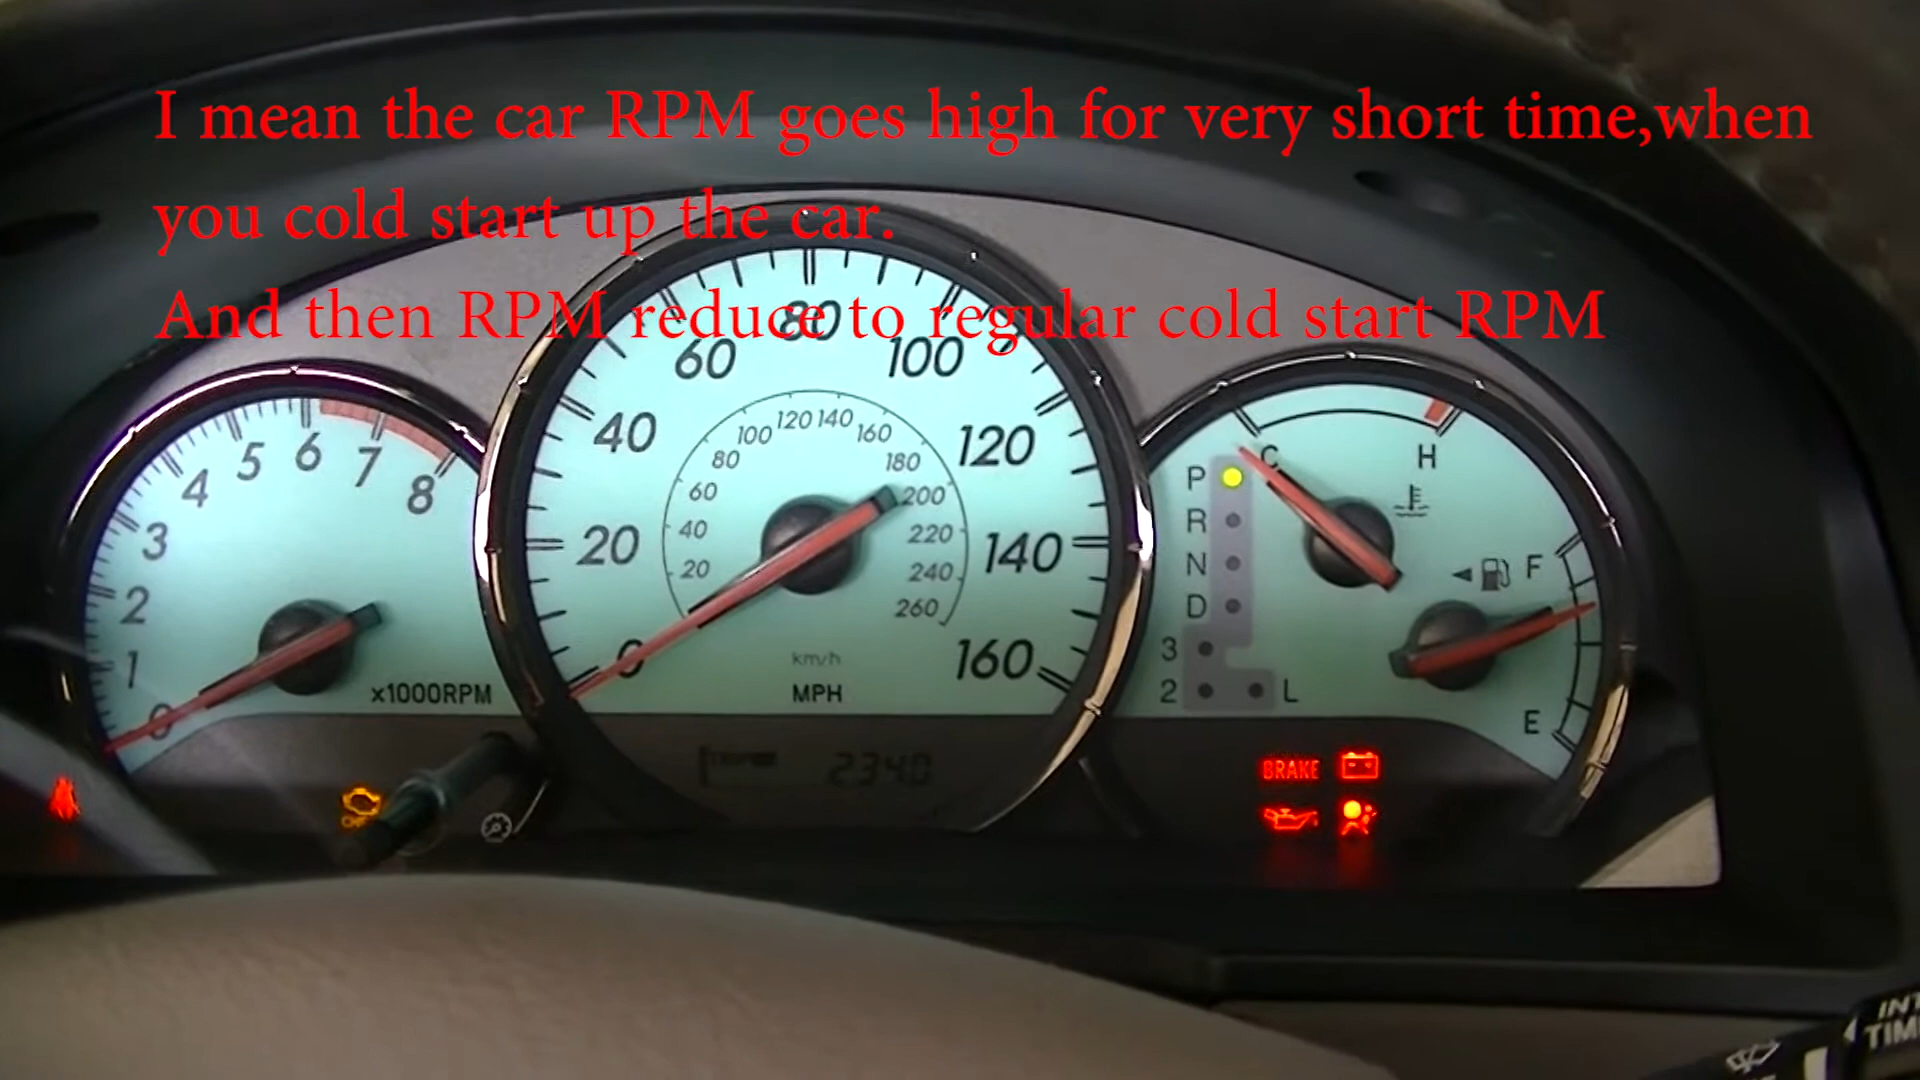 I mean the car RPM goes high for very short time,when
you cold start up the car.
And then RPM reduce to regular cold start RPM
0 1 2 3 4 5 6 7 8
x1000RPM
0 20 40 60 80 100 120 140 160
20 40 60 80 100 120 140 160 180 200 220 240 260
km/h
MPH
TRIP
2340
C H
P
R
N
D
3
2 L
F
E
BRAKE
INT